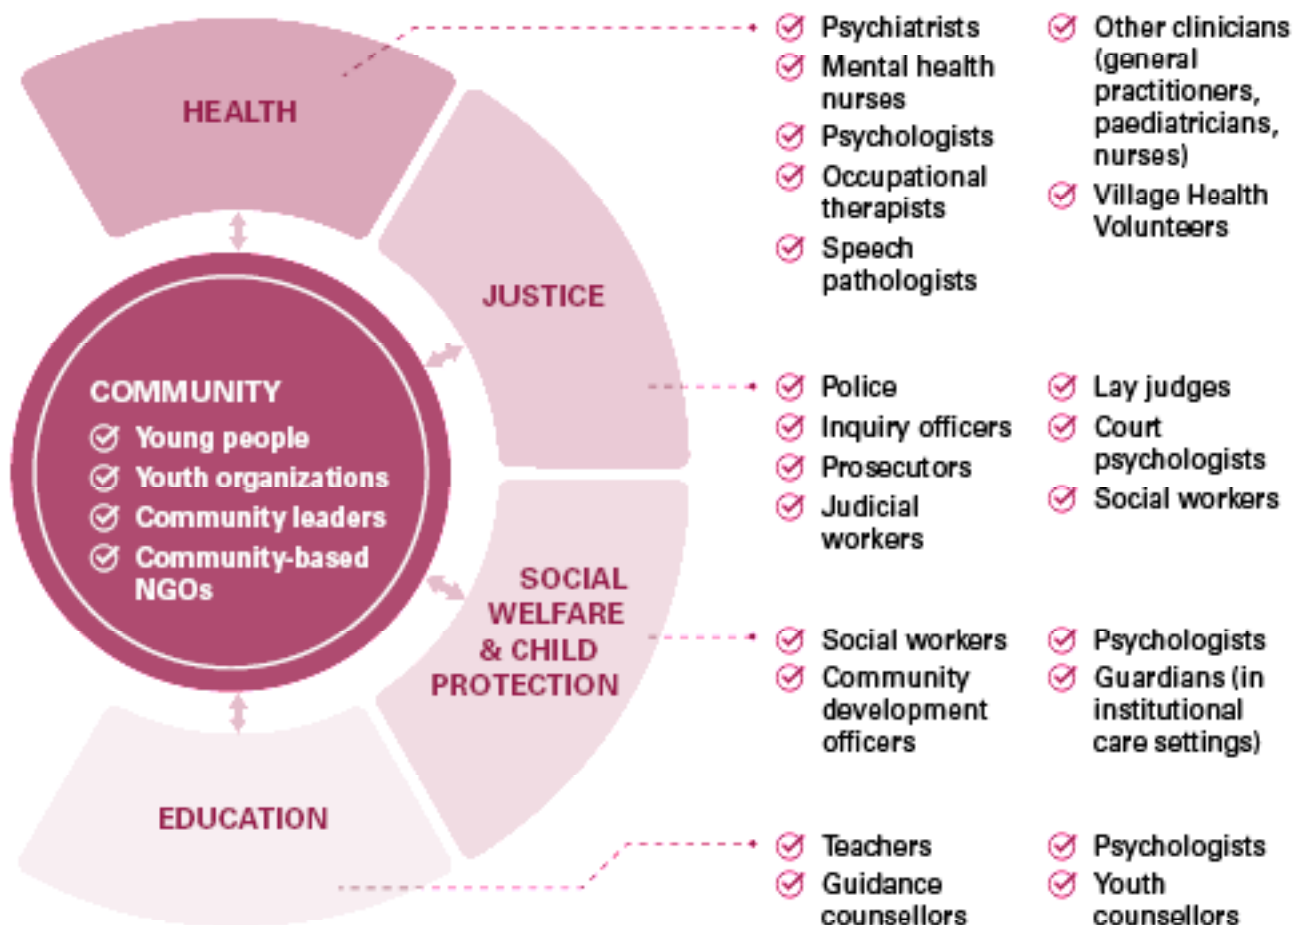 HEALTH
Psychiatrists
Mental health
nurses
Psychologists
Occupational
therapists
Speech
pathologists
Other clinicians
(general
practitioners,
paediatricians,
nurses)
Village Health
Volunteers
JUSTICE
Police
Inquiry officers
Prosecutors
Judicial
workers
Lay judges
Court
psychologists
Social workers
COMMUNITY
Young people
Youth organizations
Community leaders
Community-based
NGOs
SOCIAL
WELFARE
& CHILD
PROTECTION
Social workers
Community
development
officers
Psychologists
Guardians (in
institutional
care settings)
EDUCATION
Teachers
Guidance
counsellors
Psychologists
Youth
counsellors